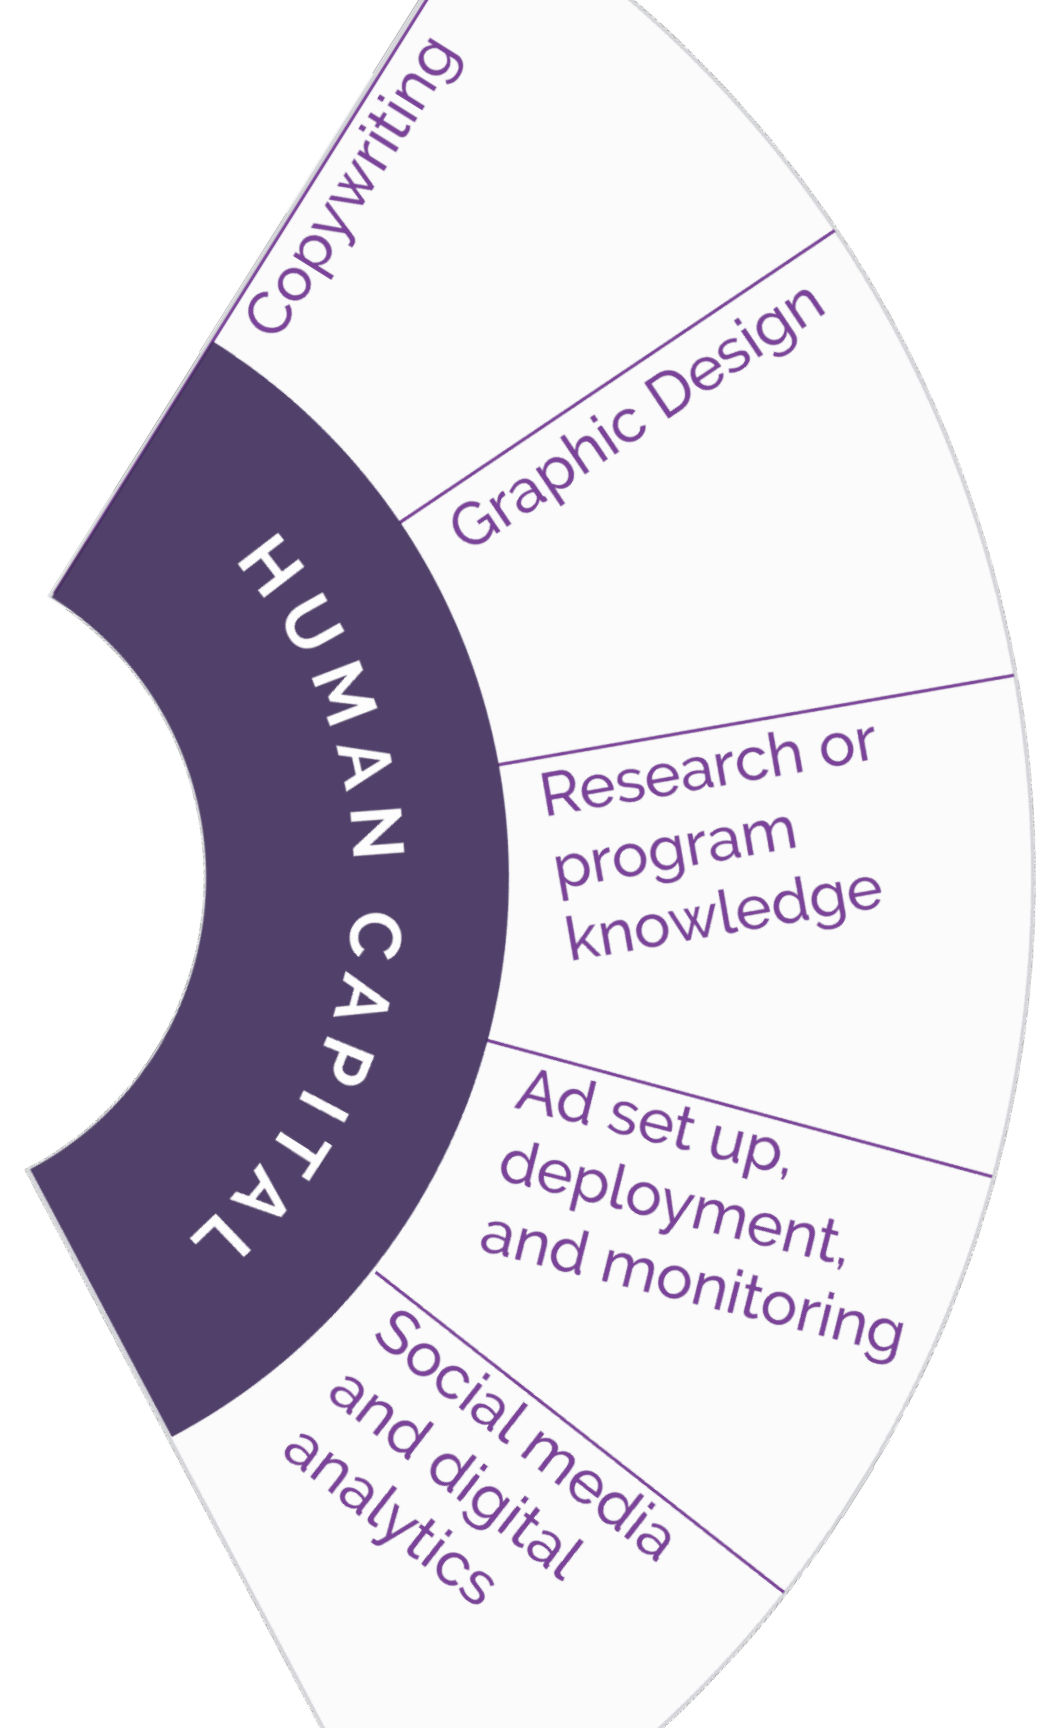 HUMAN CAPITAL
Copywriting
Graphic Design
Research or
program
knowledge
Ad set up,
deployment,
and monitoring
Social media
and digital
analytics